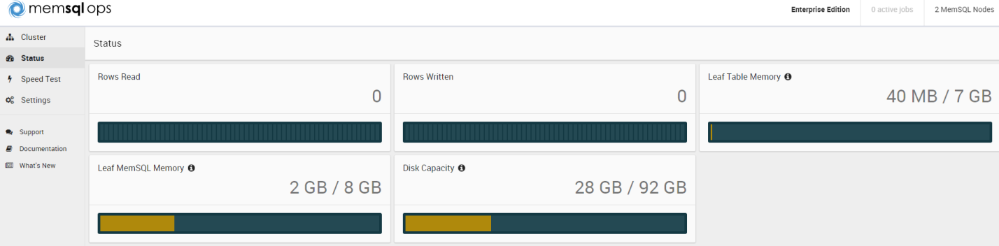 memsql ops
Enterprise Edition
0 active jobs
2 MemSQL Nodes
Cluster
Status
Speed Test
Settings
Support
Documentation
What's New
Status
Rows Read
0
Rows Written
0
Leaf Table Memory
40 MB / 7 GB
Leaf MemSQL Memory
2 GB / 8 GB
Disk Capacity
28 GB / 92 GB